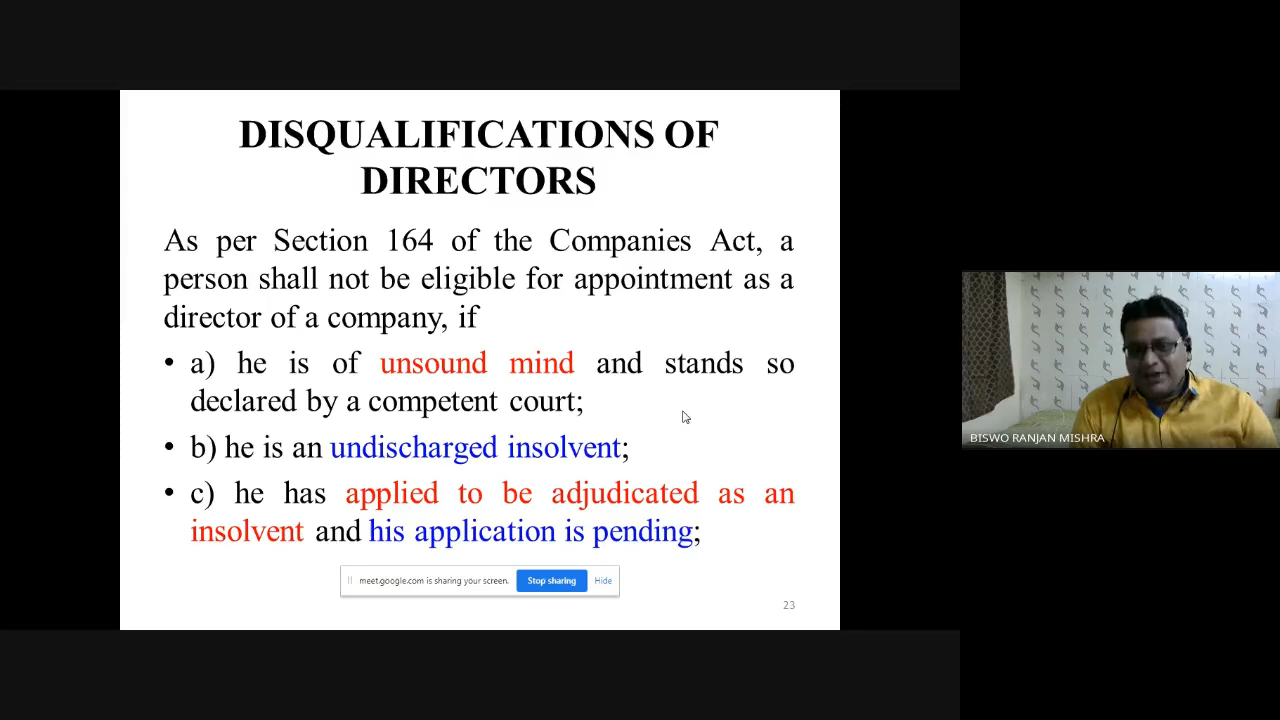 DISQUALIFICATIONS OF
DIRECTORS
As per Section 164 of the Companies Act, a
person shall not be eligible for appointment as a
director of a company, if
• a) he is of unsound mind and stands so
declared by a competent court;
• b) he is an undischarged insolvent;
• c) he has applied to be adjudicated as an
insolvent and his application is pending;
meet.google.com is sharing your screen. Stop sharing Hide
23
BISWO RANJAN MISHRA